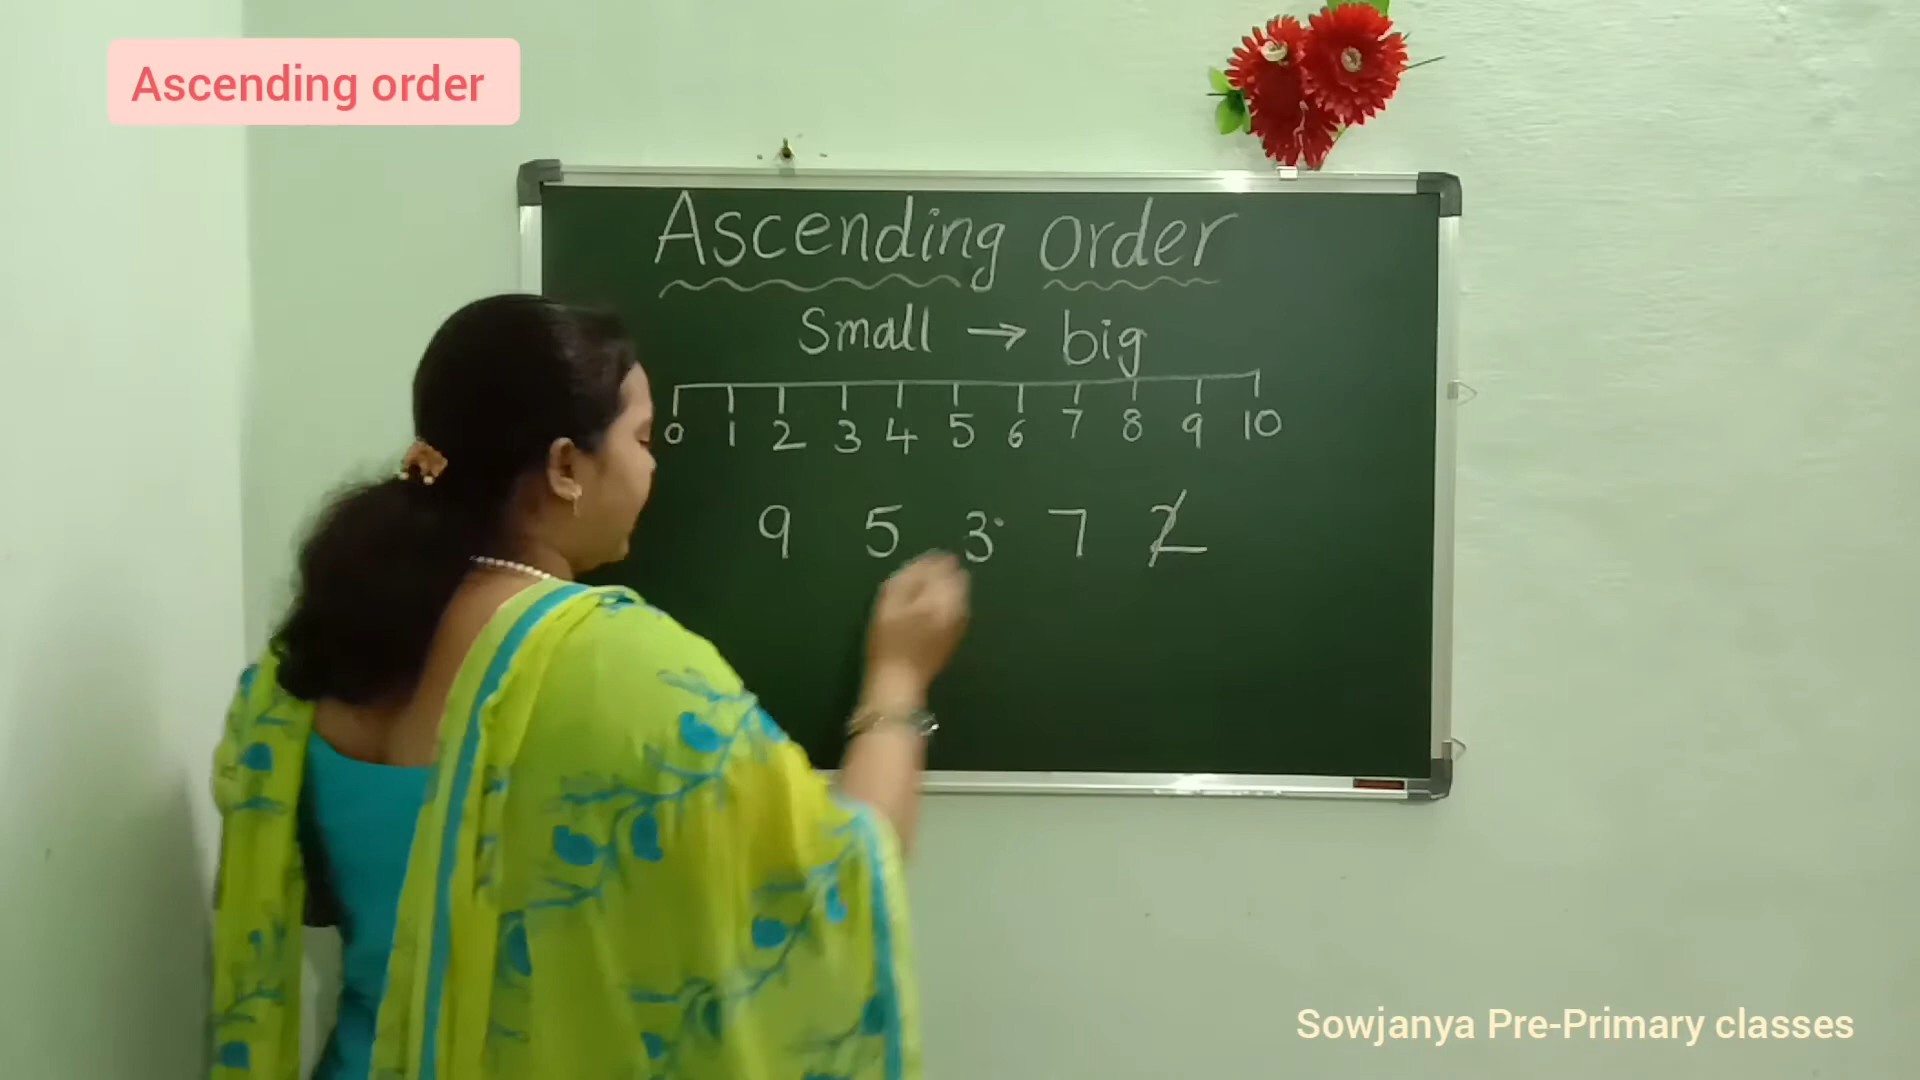 Ascending order
Ascending order
Small → big
0 1 2 3 4 5 6 7 8 9 10
9 5 3 7 2
Sowjanya Pre-Primary classes